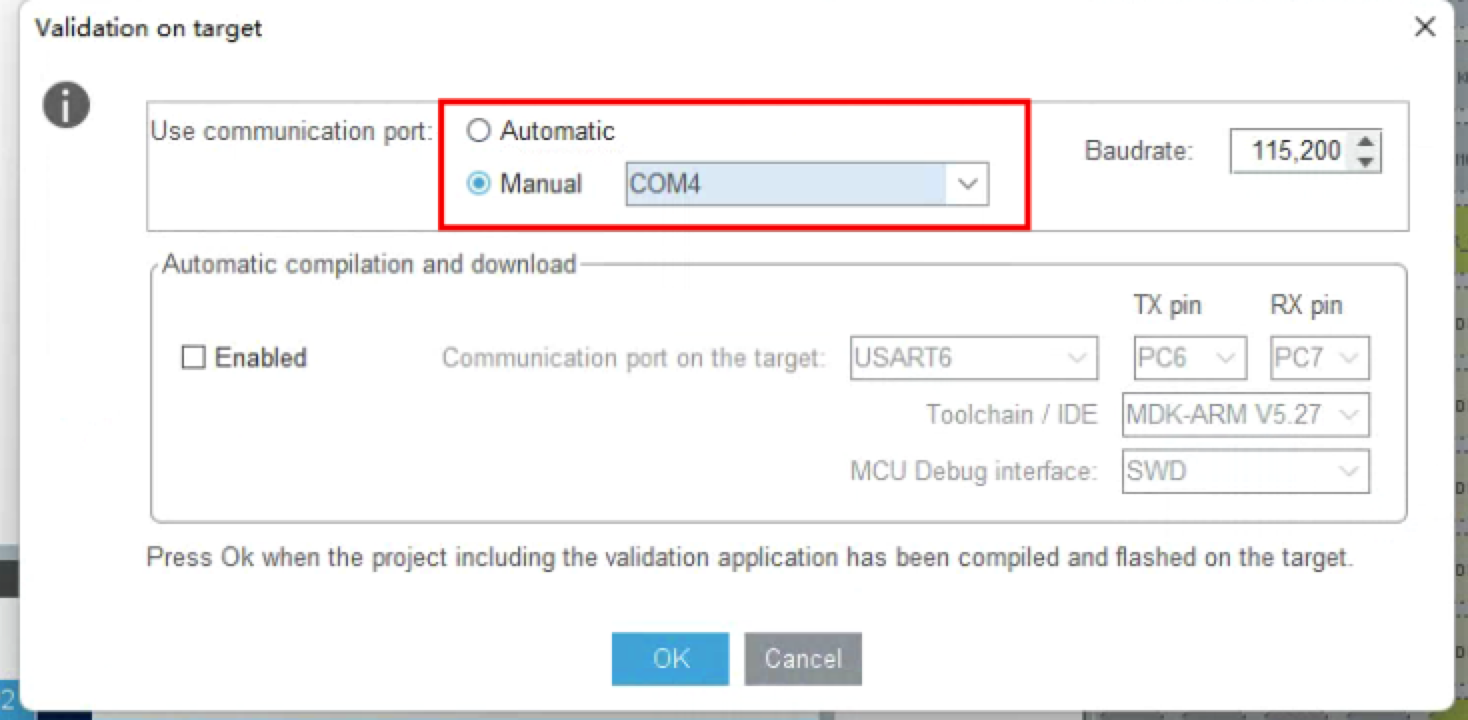 Validation on target
Use communication port:
Automatic
Manual
COM4
Baudrate:
115,200
Automatic compilation and download
TX pin
RX pin
Enabled
Communication port on the target:
USART6
PC6
PC7
Toolchain / IDE
MDK-ARM V5.27
MCU Debug interface:
SWD
Press Ok when the project including the validation application has been compiled and flashed on the target.
OK
Cancel
2